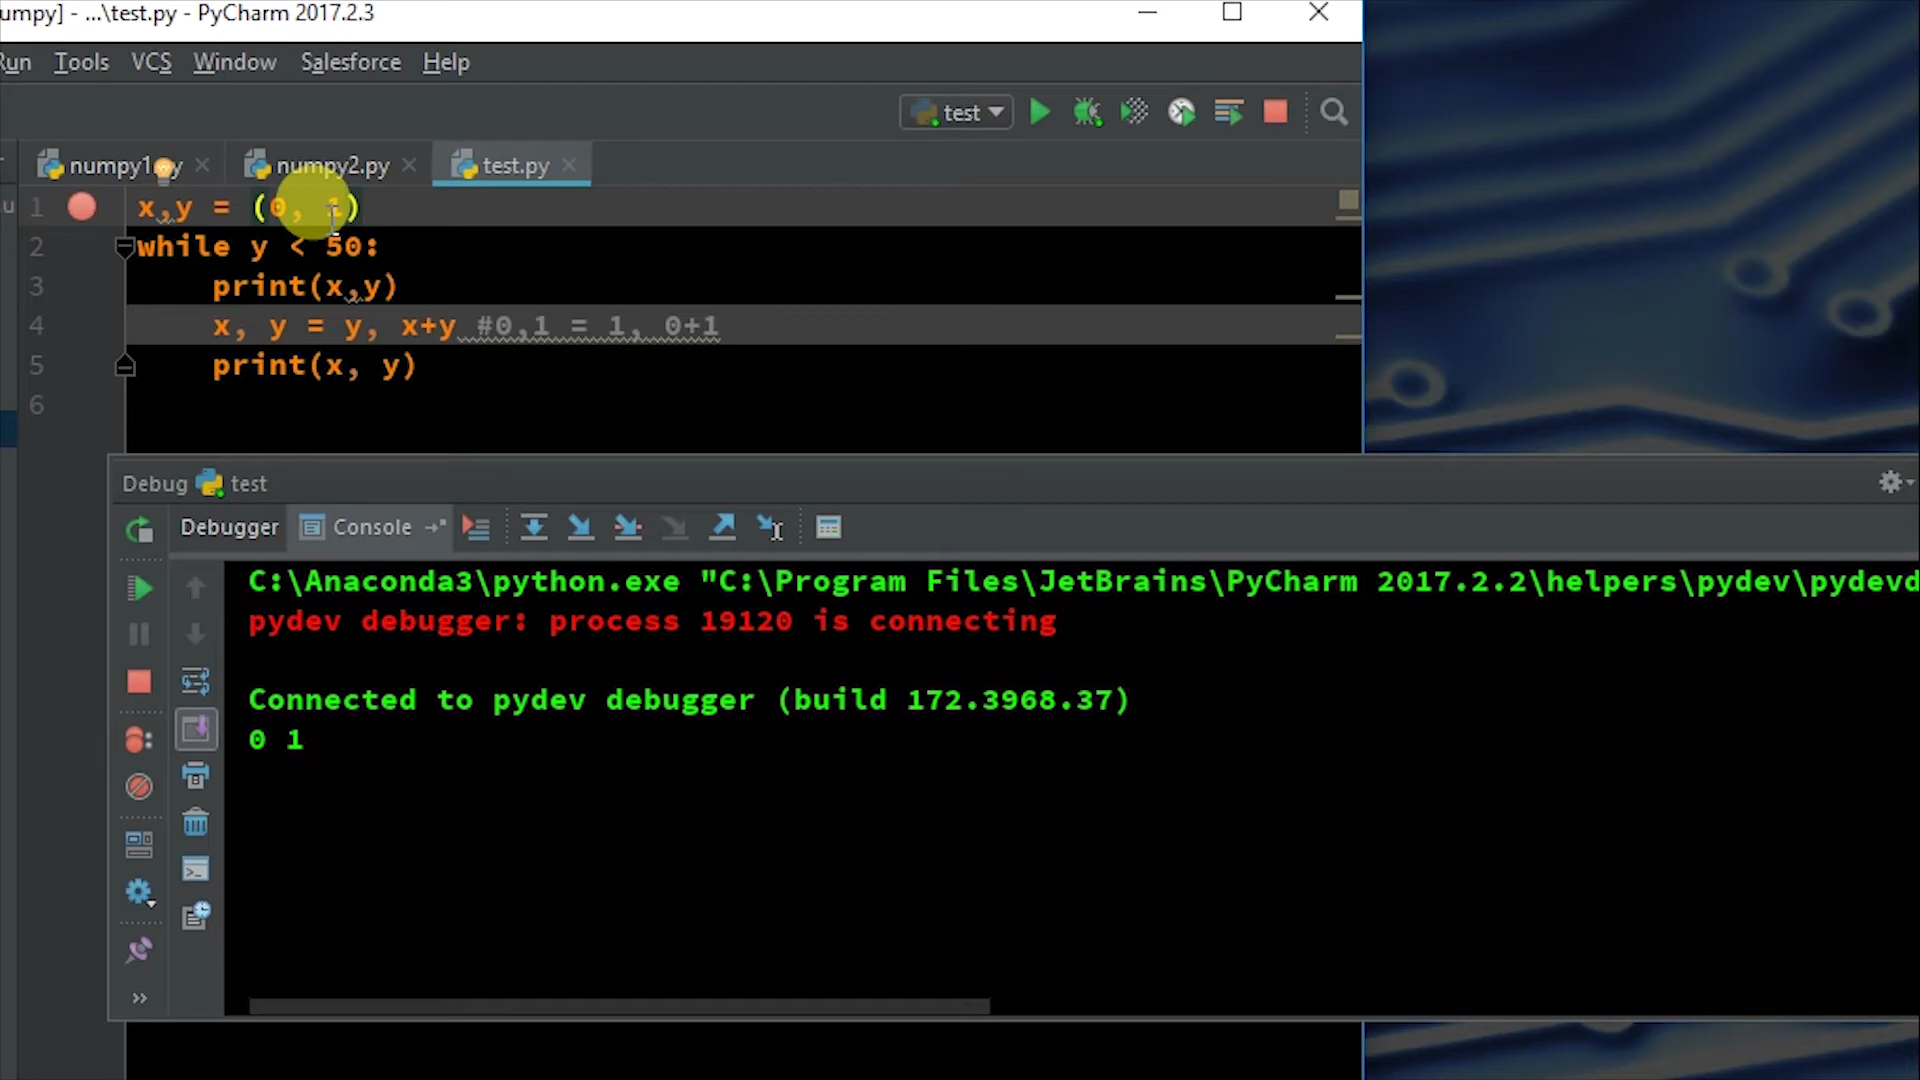 umpy] - ...\test.py - PyCharm 2017.2.3
Run Tools VCS Window Salesforce Help
test
numpy1.py numpy2.py test.py
u 1 x,y = (0, 1)
2 while y < 50:
3 print(x,y)
4 x, y = y, x+y #0,1 = 1, 0+1
5 print(x, y)
6
Debug test
Debugger Console
C:\Anaconda3\python.exe "C:\Program Files\JetBrains\PyCharm 2017.2.2\helpers\pydev\pydevd
pydev debugger: process 19120 is connecting
Connected to pydev debugger (build 172.3968.37)
0 1